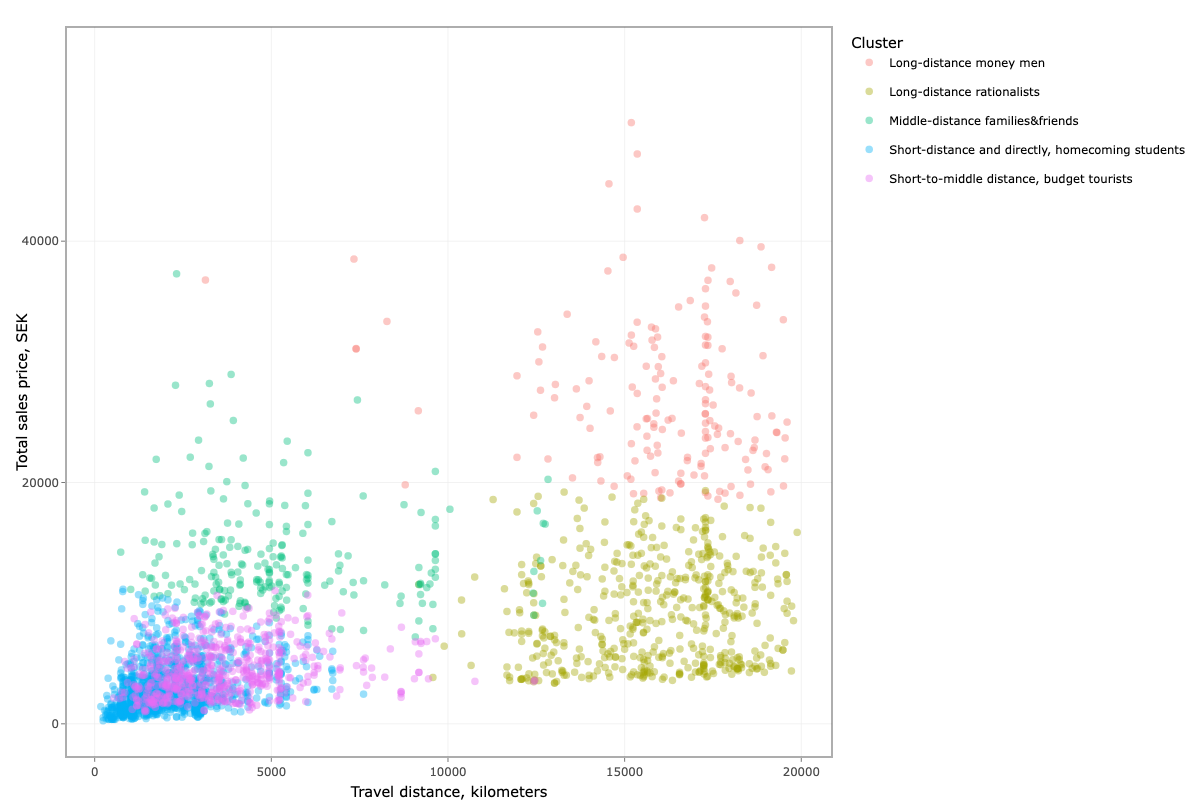 Cluster
Long-distance money men
Long-distance rationalists
Middle-distance families&friends
Short-distance and directly, homecoming students
Short-to-middle distance, budget tourists
Total sales price, SEK
40000
20000
0
0
5000
10000
15000
20000
Travel distance, kilometers